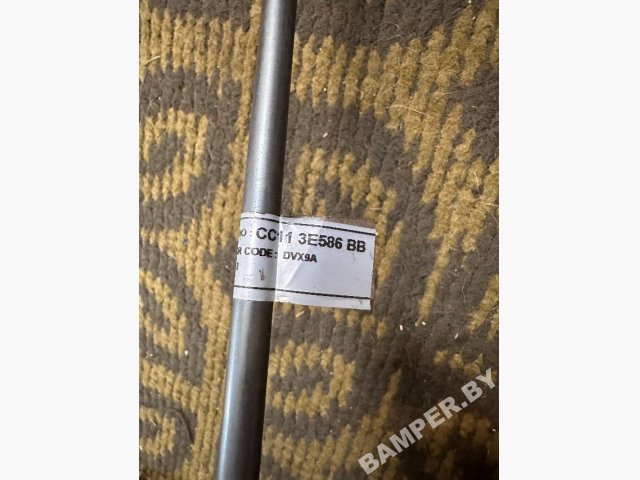 o : CC11 3E586 BB
R CODE : DVX9A
BAMPER.BY